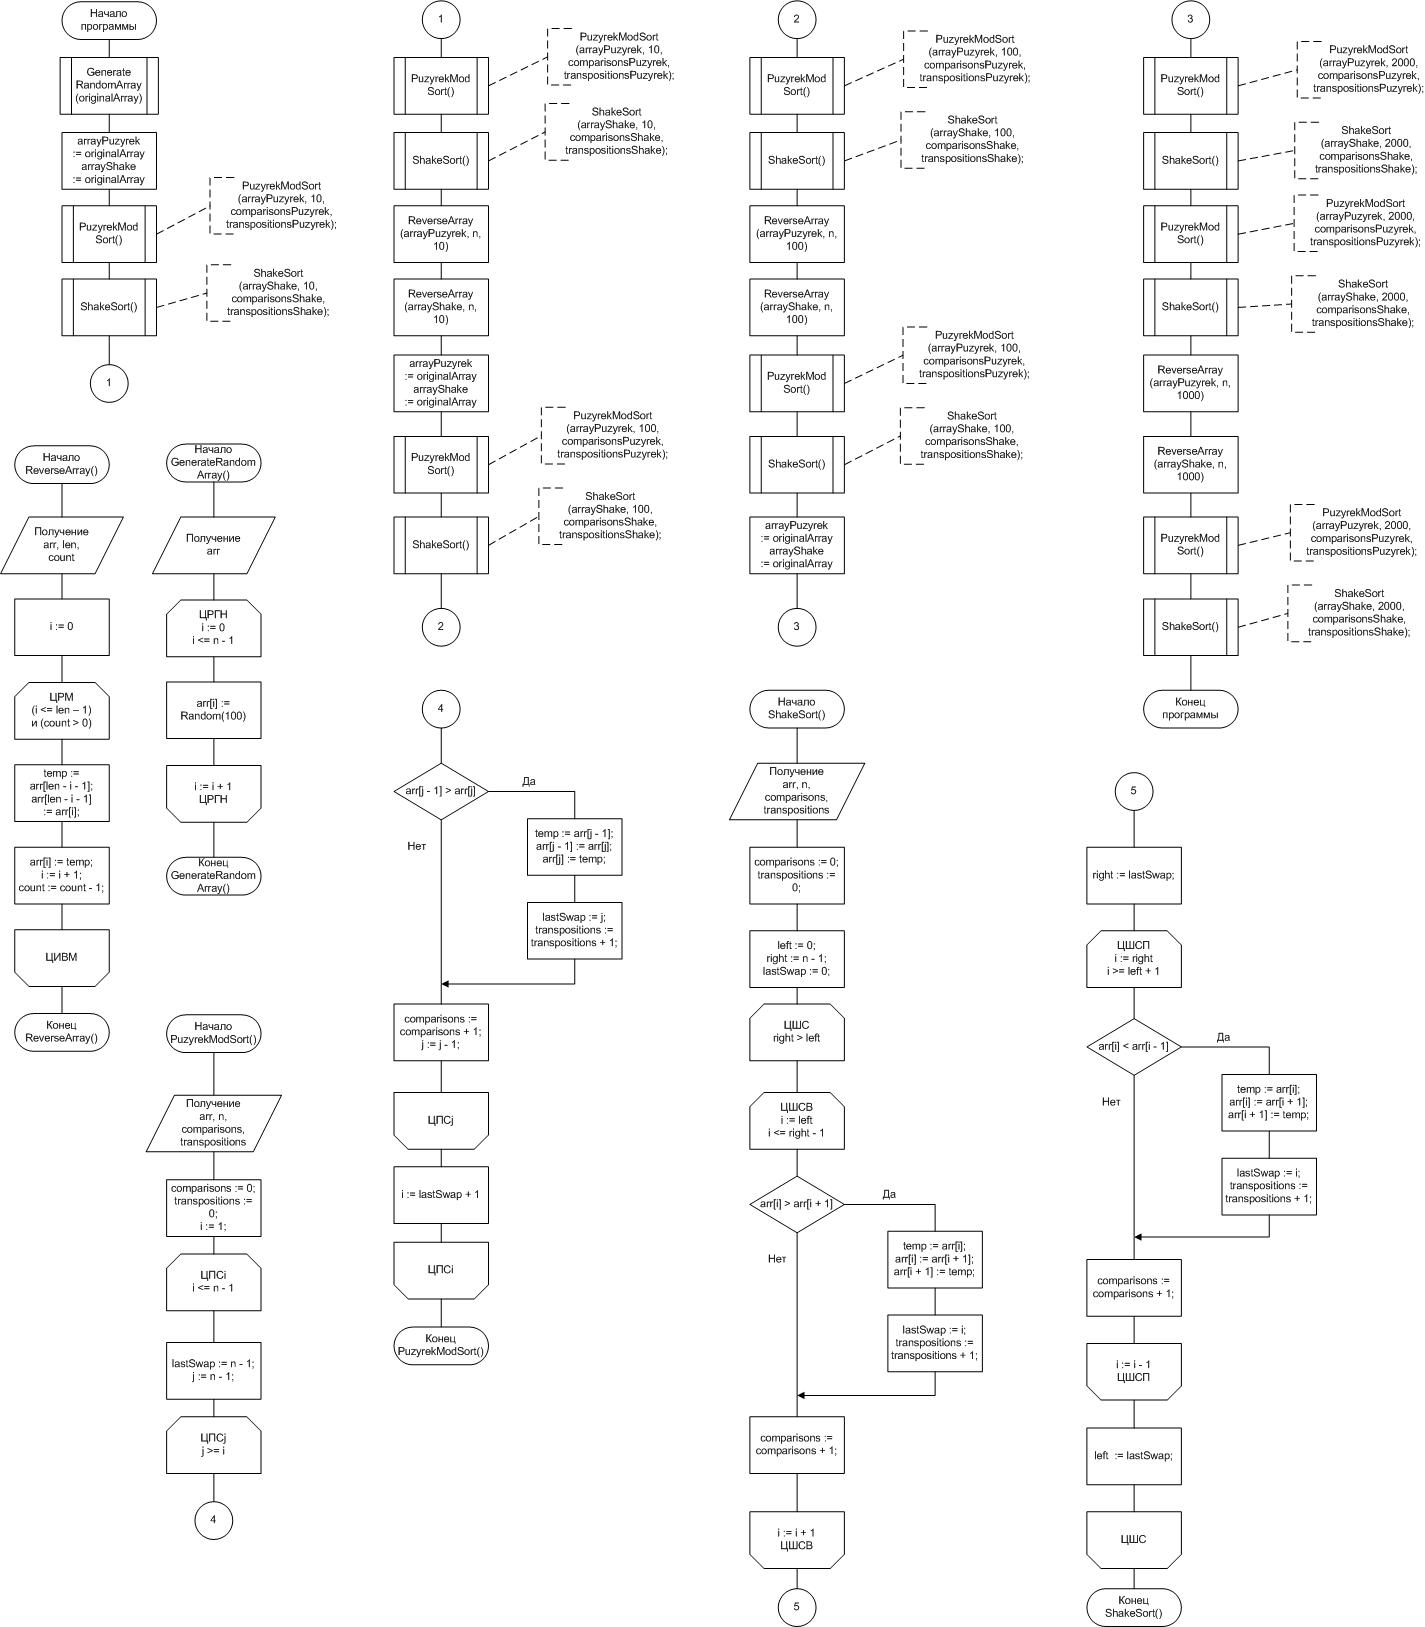 Начало
программы
Generate
RandomArray
(originalArray)
arrayPuzyrek
:= originalArray
arrayShake
:= originalArray
PuzyrekMod
Sort()
PuzyrekModSort
(arrayPuzyrek, 10,
comparisonsPuzyrek,
transpositionsPuzyrek);
ShakeSort()
ShakeSort
(arrayShake, 10,
comparisonsShake,
transpositionsShake);
1
1
PuzyrekMod
Sort()
PuzyrekModSort
(arrayPuzyrek, 10,
comparisonsPuzyrek,
transpositionsPuzyrek);
ShakeSort()
ShakeSort
(arrayShake, 10,
comparisonsShake,
transpositionsShake);
ReverseArray
(arrayPuzyrek, n,
10)
ReverseArray
(arrayShake, n,
10)
arrayPuzyrek
:= originalArray
arrayShake
:= originalArray
PuzyrekMod
Sort()
PuzyrekModSort
(arrayPuzyrek, 100,
comparisonsPuzyrek,
transpositionsPuzyrek);
ShakeSort()
ShakeSort
(arrayShake, 100,
comparisonsShake,
transpositionsShake);
2
2
PuzyrekMod
Sort()
PuzyrekModSort
(arrayPuzyrek, 100,
comparisonsPuzyrek,
transpositionsPuzyrek);
ShakeSort()
ShakeSort
(arrayShake, 100,
comparisonsShake,
transpositionsShake);
ReverseArray
(arrayPuzyrek, n,
100)
ReverseArray
(arrayShake, n,
100)
PuzyrekMod
Sort()
PuzyrekModSort
(arrayPuzyrek, 100,
comparisonsPuzyrek,
transpositionsPuzyrek);
ShakeSort()
ShakeSort
(arrayShake, 100,
comparisonsShake,
transpositionsShake);
arrayPuzyrek
:= originalArray
arrayShake
:= originalArray
3
3
PuzyrekMod
Sort()
PuzyrekModSort
(arrayPuzyrek, 2000,
comparisonsPuzyrek,
transpositionsPuzyrek);
ShakeSort()
ShakeSort
(arrayShake, 2000,
comparisonsShake,
transpositionsShake);
PuzyrekMod
Sort()
PuzyrekModSort
(arrayPuzyrek, 2000,
comparisonsPuzyrek,
transpositionsPuzyrek);
ShakeSort()
ShakeSort
(arrayShake, 2000,
comparisonsShake,
transpositionsShake);
ReverseArray
(arrayPuzyrek, n,
1000)
ReverseArray
(arrayShake, n,
1000)
PuzyrekMod
Sort()
PuzyrekModSort
(arrayPuzyrek, 2000,
comparisonsPuzyrek,
transpositionsPuzyrek);
ShakeSort()
ShakeSort
(arrayShake, 2000,
comparisonsShake,
transpositionsShake);
Конец
программы
Начало
ReverseArray()
Получение
arr, len,
count
i := 0
ЦРМ
(i <= len – 1)
и (count > 0)
temp :=
arr[len - i - 1];
arr[len - i - 1]
:= arr[i];
arr[i] := temp;
i := i + 1;
count := count - 1;
ЦИВМ
Конец
ReverseArray()
Начало
GenerateRandom
Array()
Получение
arr
ЦРГН
i := 0
i <= n - 1
arr[i] :=
Random(100)
i := i + 1
ЦРГН
Конец
GenerateRandom
Array()
Начало
PuzyrekModSort()
Получение
arr, n,
comparisons,
transpositions
comparisons := 0;
transpositions :=
0;
i := 1;
ЦПСi
i <= n - 1
lastSwap := n - 1;
j := n - 1;
ЦПСj
j >= i
4
4
arr[j - 1] > arr[j]
Да
Нет
temp := arr[j - 1];
arr[j - 1] := arr[j];
arr[j] := temp;
lastSwap := j;
transpositions :=
transpositions + 1;
comparisons :=
comparisons + 1;
j := j - 1;
ЦПСj
i := lastSwap + 1
ЦПСi
Конец
PuzyrekModSort()
Начало
ShakeSort()
Получение
arr, n,
comparisons,
transpositions
comparisons := 0;
transpositions :=
0;
left := 0;
right := n - 1;
lastSwap := 0;
ЦШС
right > left
ЦШСВ
i := left
i <= right - 1
arr[i] > arr[i + 1]
Да
Нет
temp := arr[i];
arr[i] := arr[i + 1];
arr[i + 1] := temp;
lastSwap := i;
transpositions :=
transpositions + 1;
comparisons :=
comparisons + 1;
i := i + 1
ЦШСВ
5
5
right := lastSwap;
ЦШСП
i := right
i >= left + 1
arr[i] < arr[i - 1]
Да
Нет
temp := arr[i];
arr[i] := arr[i + 1];
arr[i + 1] := temp;
lastSwap := i;
transpositions :=
transpositions + 1;
comparisons :=
comparisons + 1;
i := i - 1
ЦШСП
left := lastSwap;
ЦШС
Конец
ShakeSort()